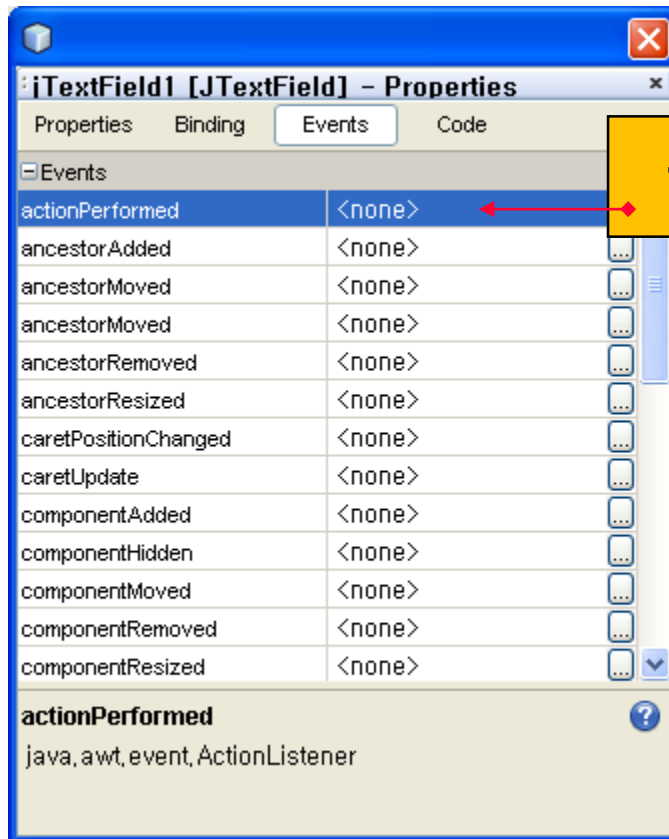 jTextField1 [JTextField] - Properties
Properties Binding Events Code
Events
actionPerformed <none>
ancestorAdded <none> ...
ancestorMoved <none> ...
ancestorMoved <none> ...
ancestorRemoved <none> ...
ancestorResized <none> ...
caretPositionChanged <none> ...
caretUpdate <none> ...
componentAdded <none> ...
componentHidden <none> ...
componentMoved <none> ...
componentRemoved <none> ...
componentResized <none> ...
actionPerformed
java,awt,event,ActionListener